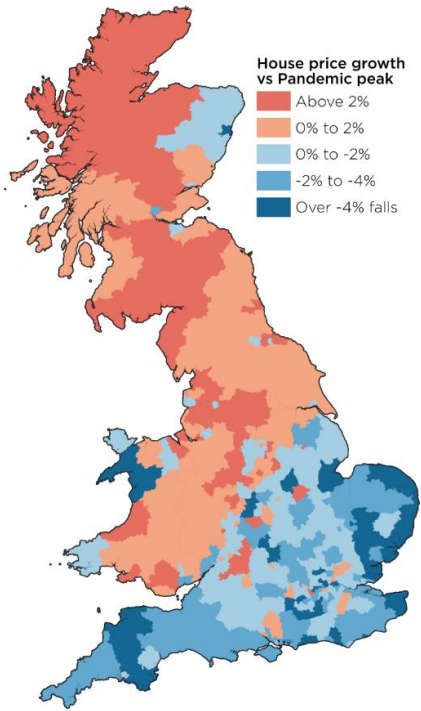 House price growth
vs Pandemic peak
Above 2%
0% to 2%
0% to -2%
-2% to -4%
Over -4% falls